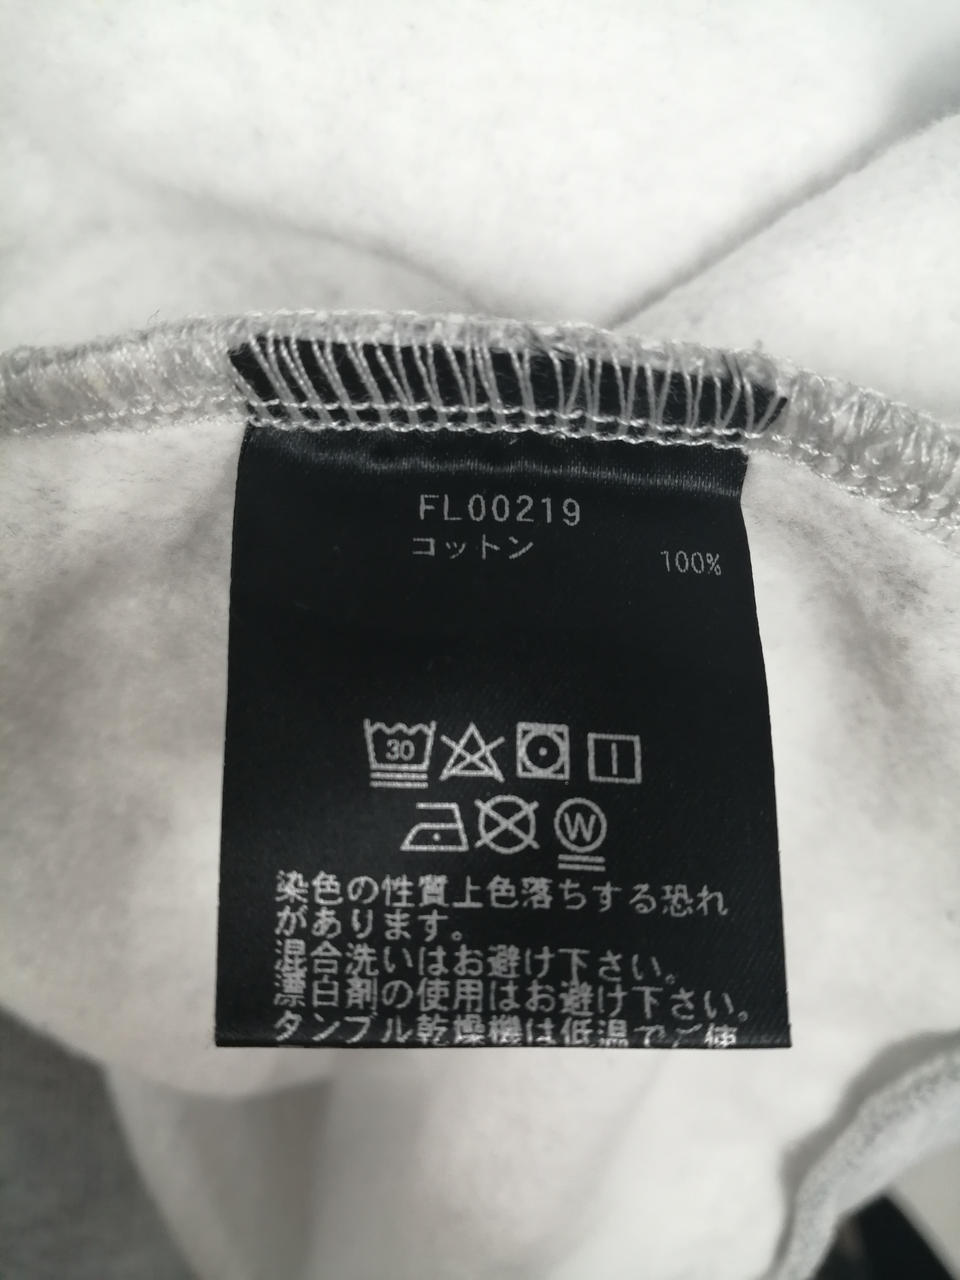 FL00219
コットン 100%
30
W
染色の性質上色落ちする恐れ
があります。
混合洗いはお避け下さい。
漂白剤の使用はお避け下さい。
タンブル乾燥機は低温でご使